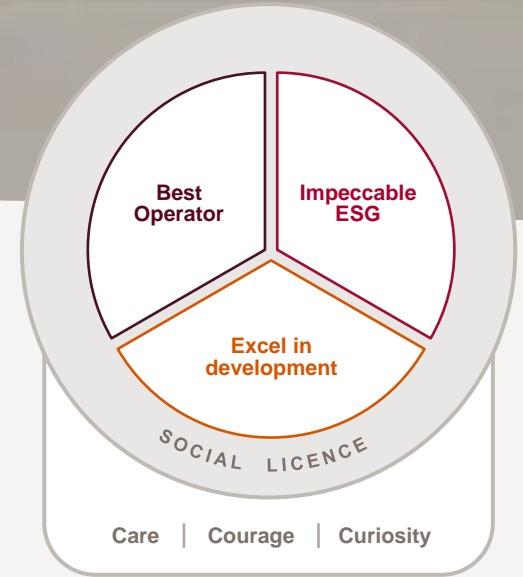 Best
Operator
Impeccable
ESG
Excel in
development
SOCIAL LICENCE
Care | Courage | Curiosity